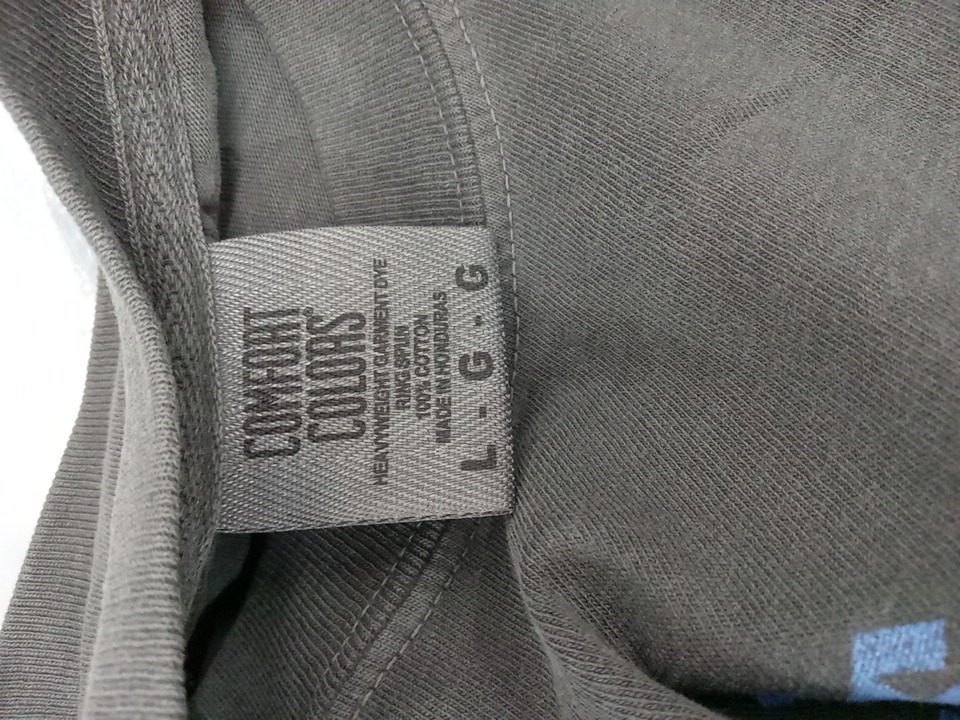 COMFORT
COLORS®
HEAVYWEIGHT GARMENT DYE
RING SPUN
100% COTTON
MADE IN HONDURAS
L - G - G